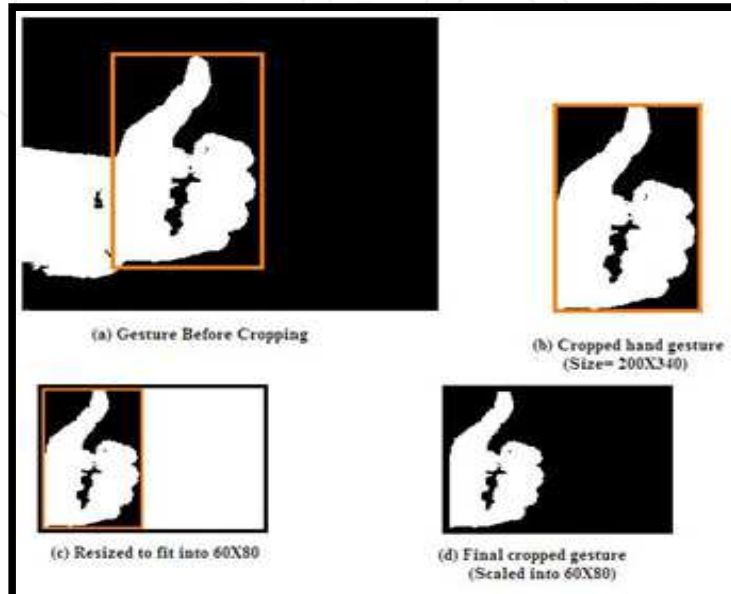 (a) Gesture Before Cropping
(b) Cropped hand gesture
(Size= 200X340)
(c) Resized to fit into 60X80
(d) Final cropped gesture
(Scaled into 60X80)